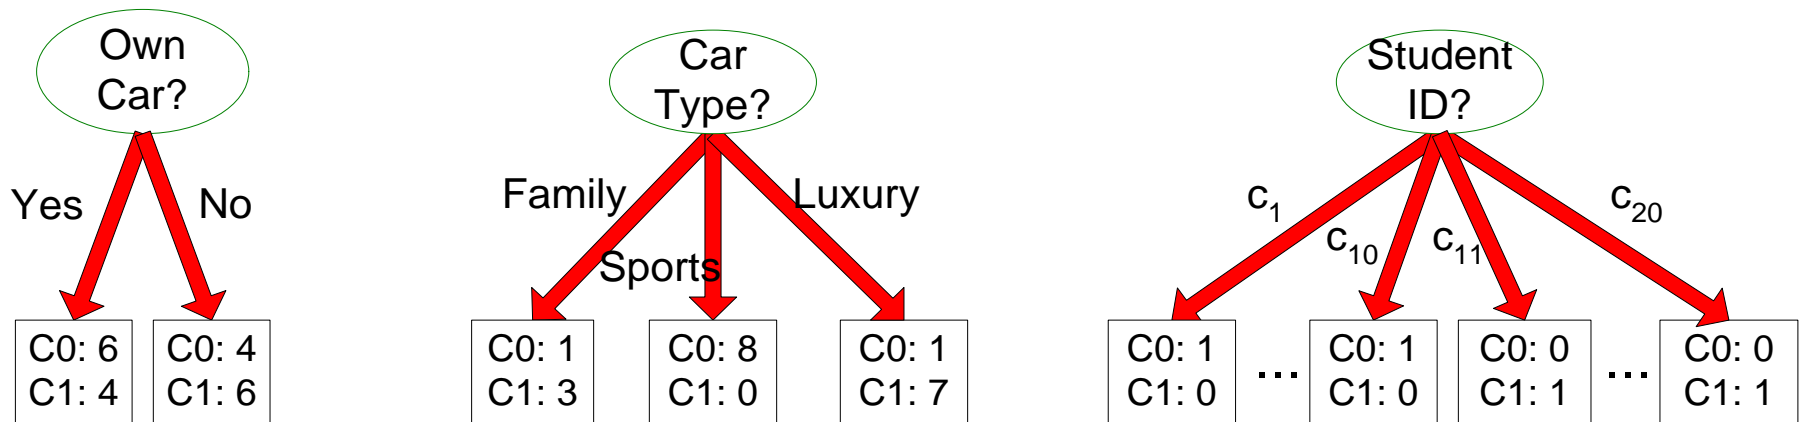 Own
Car?
Yes
No
C0: 6
C1: 4
C0: 4
C1: 6
Car
Type?
Family
Sports
Luxury
C0: 1
C1: 3
C0: 8
C1: 0
C0: 1
C1: 7
Student
ID?
c1
c10
c11
c20
C0: 1
C1: 0
...
C0: 1
C1: 0
C0: 0
C1: 1
...
C0: 0
C1: 1